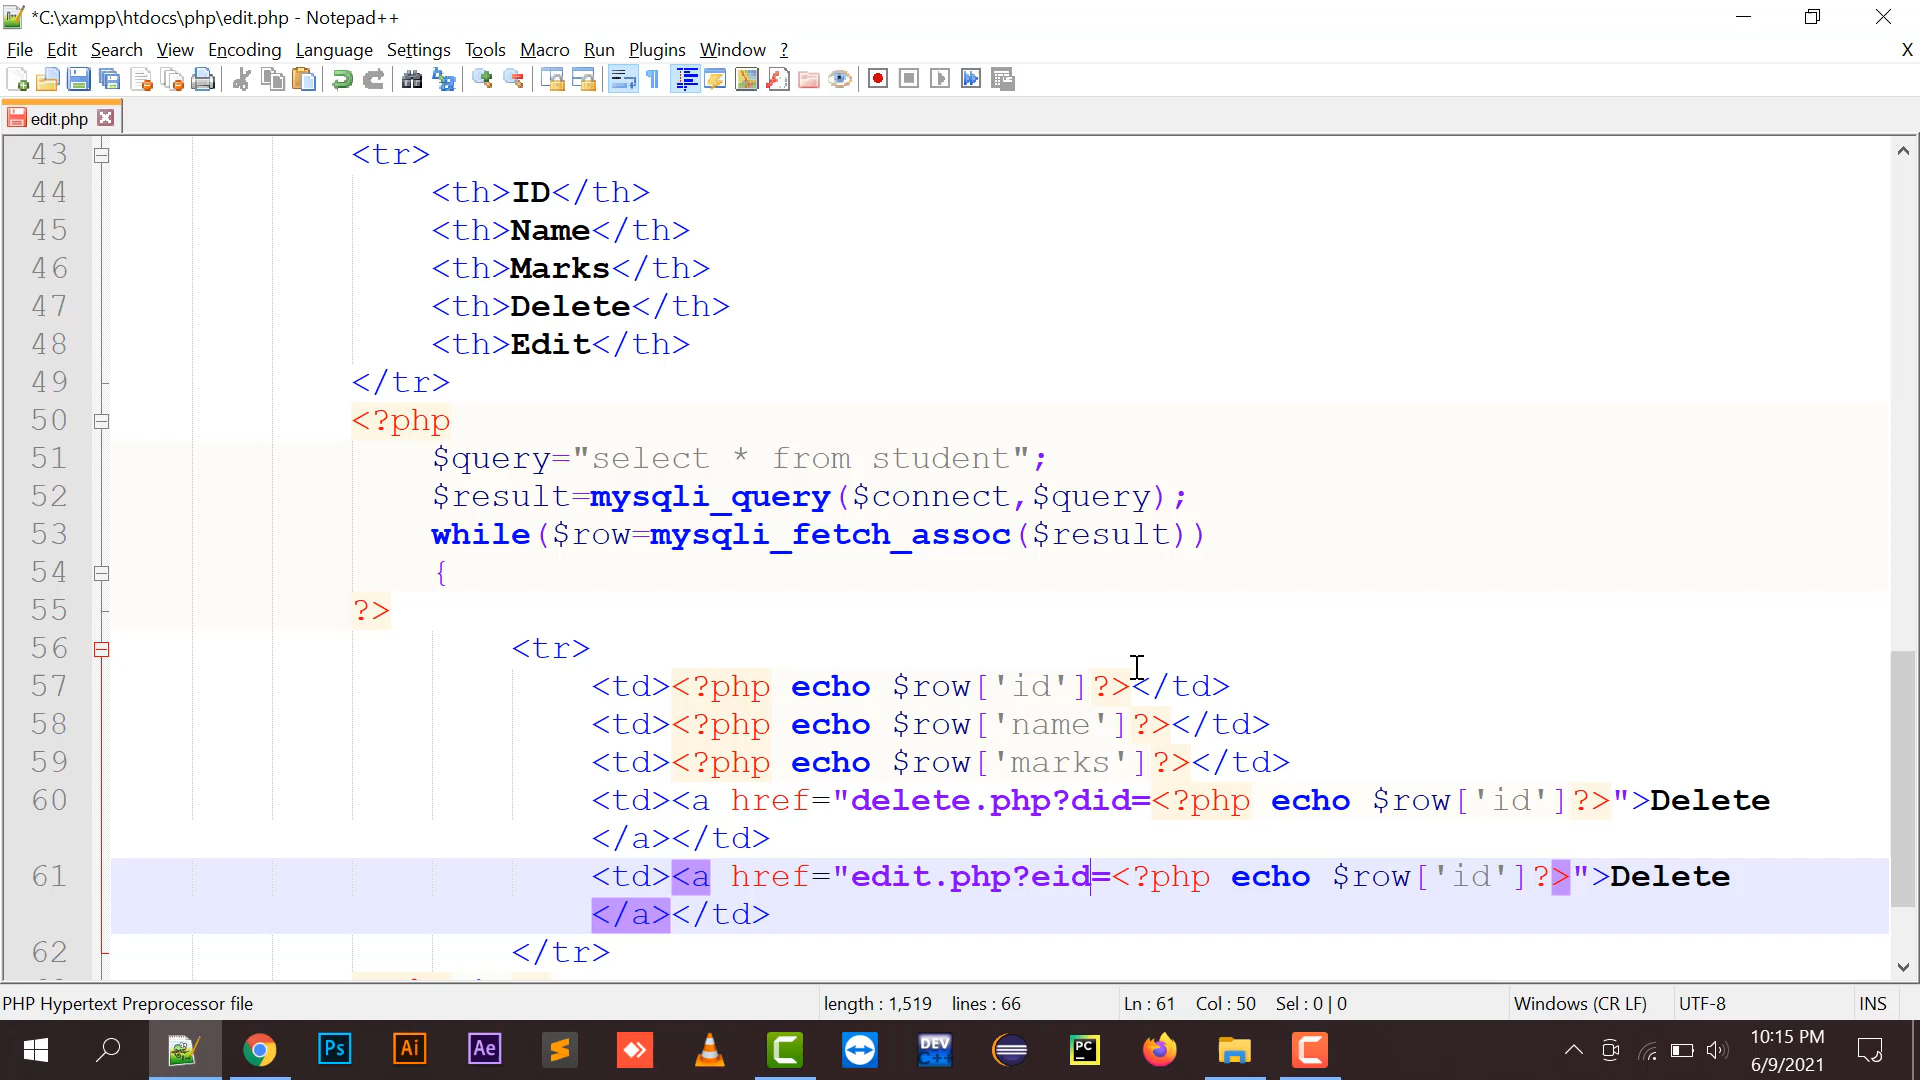 *C:\xampp\htdocs\php\edit.php - Notepad++
File Edit Search View Encoding Language Settings Tools Macro Run Plugins Window ? X
edit.php
43 <tr>
44 <th>ID</th>
45 <th>Name</th>
46 <th>Marks</th>
47 <th>Delete</th>
48 <th>Edit</th>
49 </tr>
50 <?php
51 $query="select * from student";
52 $result=mysqli_query($connect,$query);
53 while($row=mysqli_fetch_assoc($result))
54 {
55 ?>
56 <tr>
57 <td><?php echo $row['id']?></td>
58 <td><?php echo $row['name']?></td>
59 <td><?php echo $row['marks']?></td>
60 <td><a href="delete.php?did=<?php echo $row['id']?>">Delete
</a></td>
61 <td><a href="edit.php?eid=<?php echo $row['id']?>">Delete
</a></td>
62 </tr>
PHP Hypertext Preprocessor file length : 1,519 lines : 66 Ln : 61 Col : 50 Sel : 0 | 0 Windows (CR LF) UTF-8 INS
Ps Ai Ae DEV C++ PC 10:15 PM
6/9/2021